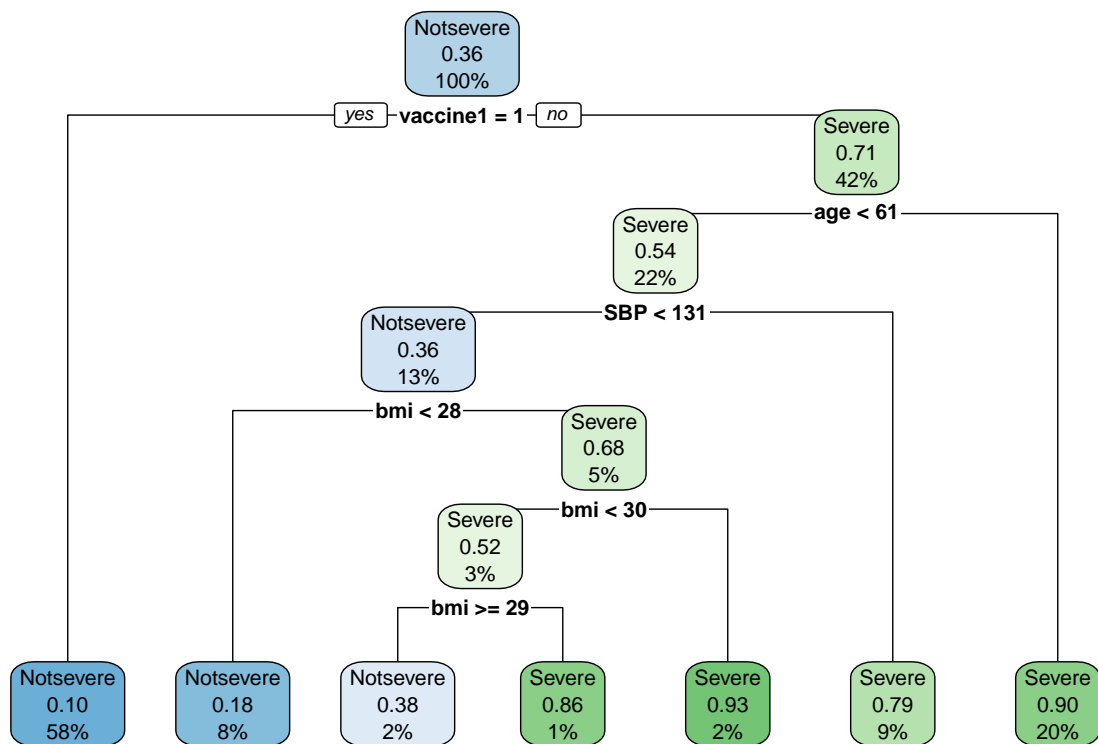 Notsevere
0.36
100%
yes
vaccine1 = 1
no
Severe
0.71
42%
age < 61
Severe
0.54
22%
SBP < 131
Notsevere
0.36
13%
bmi < 28
Severe
0.68
5%
bmi < 30
Severe
0.52
3%
bmi >= 29
Notsevere
0.10
58%
Notsevere
0.18
8%
Notsevere
0.38
2%
Severe
0.86
1%
Severe
0.93
2%
Severe
0.79
9%
Severe
0.90
20%